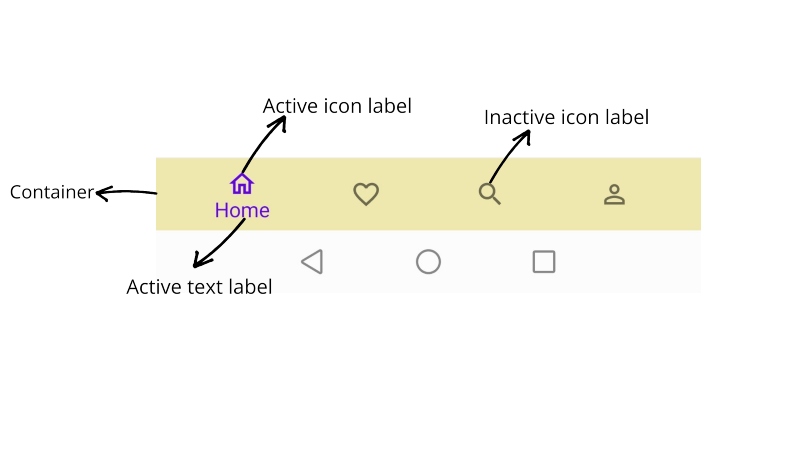 Active icon label
Inactive icon label
Container
Home
Active text label